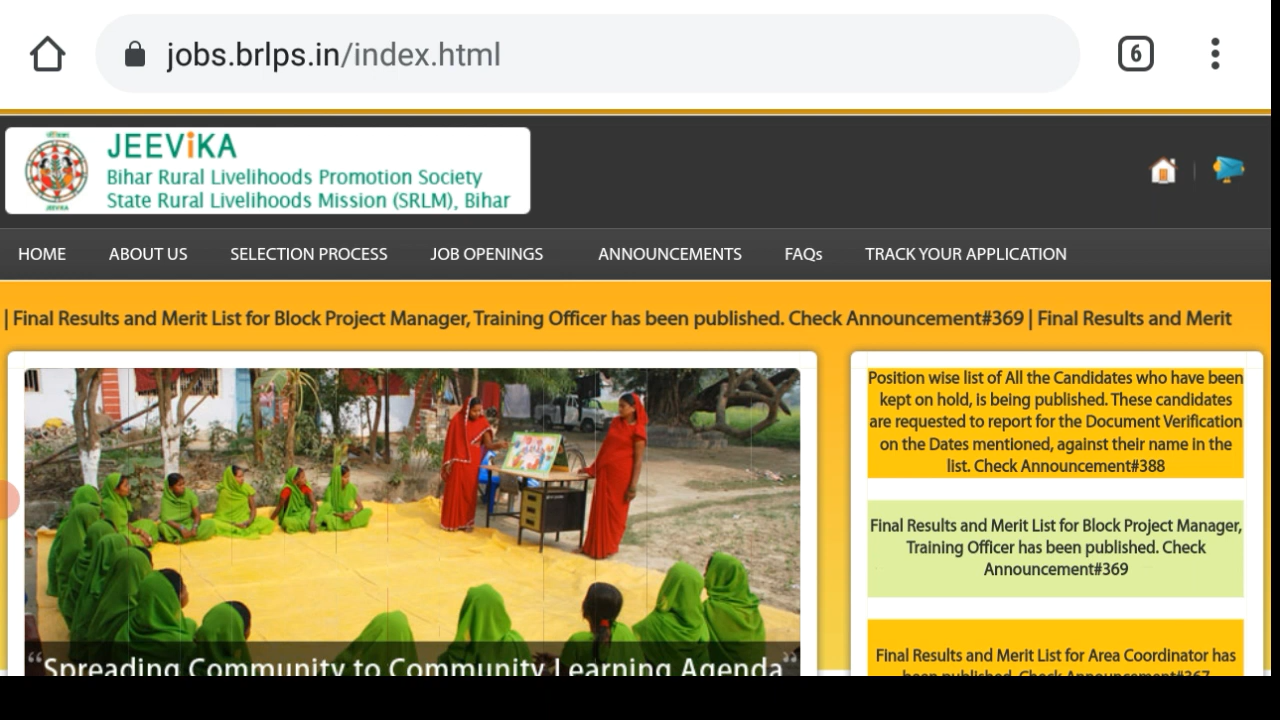 jobs.brlps.in/index.html
6
JEEViKA
Bihar Rural Livelihoods Promotion Society
State Rural Livelihoods Mission (SRLM), Bihar
HOME ABOUT US SELECTION PROCESS JOB OPENINGS ANNOUNCEMENTS FAQs TRACK YOUR APPLICATION
| Final Results and Merit List for Block Project Manager, Training Officer has been published. Check Announcement#369 | Final Results and Merit
Position wise list of All the Candidates who have been
kept on hold, is being published. These candidates
are requested to report for the Document Verification
on the Dates mentioned, against their name in the
list. Check Announcement#388
Final Results and Merit List for Block Project Manager,
Training Officer has been published. Check
Announcement#369
Final Results and Merit List for Area Coordinator has
been published. Check Announcement#367
“Spreading Community to Community Learning Agenda”